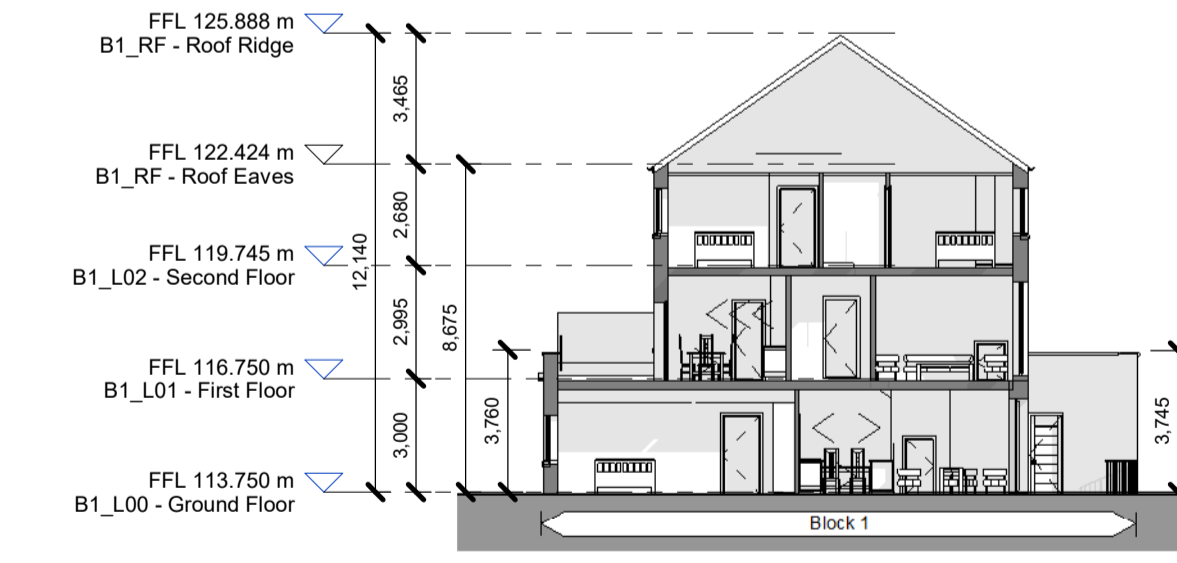 FFL 125.888 m
B1_RF - Roof Ridge
3,465
FFL 122.424 m
B1_RF - Roof Eaves
2,680
12,140
FFL 119.745 m
B1_L02 - Second Floor
2,995
8,675
FFL 116.750 m
B1_L01 - First Floor
3,760
3,000
3,745
FFL 113.750 m
B1_L00 - Ground Floor
Block 1